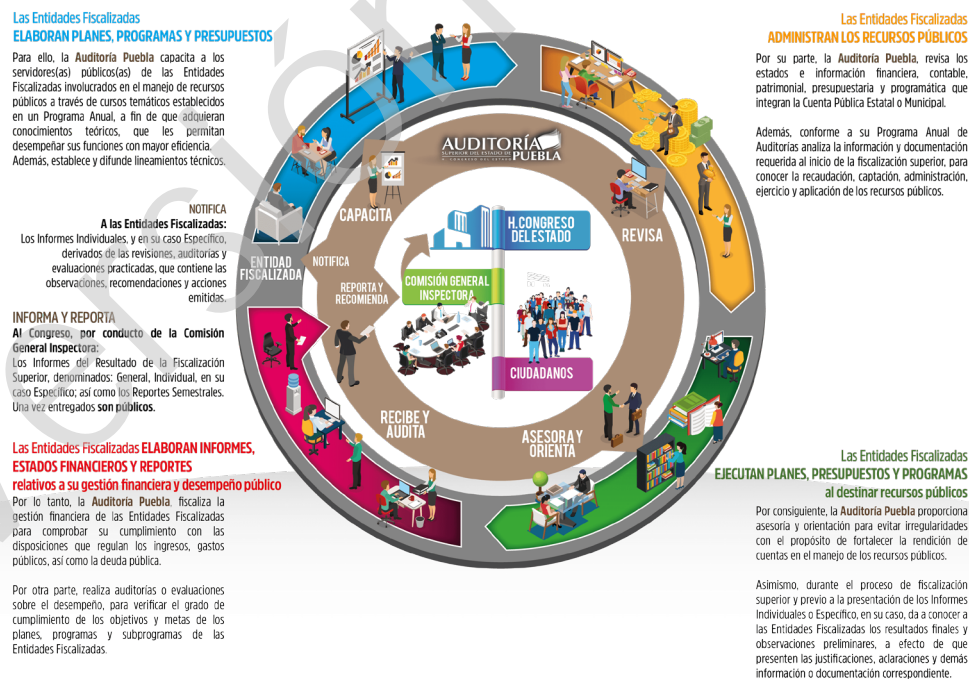 Las Entidades Fiscalizadas
ELABORAN PLANES, PROGRAMAS Y PRESUPUESTOS
Para ello, la Auditoría Puebla capacita a los
servidores(as) públicos(as) de las Entidades
Fiscalizadas involucrados en el manejo de recursos
públicos a través de cursos temáticos establecidos
en un Programa Anual, a fin de que adquieran
conocimientos teóricos, que les permitan
desempeñar sus funciones con mayor eficiencia.
Además, establece y difunde lineamientos técnicos.
NOTIFICA
A las Entidades Fiscalizadas:
Los Informes Individuales, y en su caso Específico,
derivados de las revisiones, auditorías y
evaluaciones practicadas, que contiene las
observaciones, recomendaciones y acciones
emitidas.
INFORMA Y REPORTA
Al Congreso, por conducto de la Comisión
General Inspectora:
Los Informes del Resultado de la Fiscalización
Superior, denominados: General, Individual, en su
caso Específico; así como los Reportes Semestrales.
Una vez entregados son públicos.
Las Entidades Fiscalizadas ELABORAN INFORMES,
ESTADOS FINANCIEROS Y REPORTES
relativos a su gestión financiera y desempeño público
Por lo tanto, la Auditoría Puebla, fiscaliza la
gestión financiera de las Entidades Fiscalizadas
para comprobar su cumplimiento con las
disposiciones que regulan los ingresos, gastos
públicos, así como la deuda pública.
Por otra parte, realiza auditorías o evaluaciones
sobre el desempeño, para verificar el grado de
cumplimiento de los objetivos y metas de los
planes, programas y subprogramas de las
Entidades Fiscalizadas.
AUDITORÍA
SUPERIOR DEL ESTADO DE
PUEBLA
H. CONGRESO DEL ESTADO
CAPACITA
REVISA
ENTIDAD
FISCALIZADA
NOTIFICA
REPORTA Y
RECOMIENDA
H. CONGRESO
DEL ESTADO
COMISIÓN GENERAL
INSPECTORA
CIUDADANOS
RECIBE Y
AUDITA
ASESORA Y
ORIENTA
Las Entidades Fiscalizadas
ADMINISTRAN LOS RECURSOS PÚBLICOS
Por su parte, la Auditoría Puebla, revisa los
estados e información financiera, contable,
patrimonial, presupuestaria y programática que
integran la Cuenta Pública Estatal o Municipal.
Además, conforme a su Programa Anual de
Auditorías analiza la información y documentación
requerida al inicio de la fiscalización superior, para
conocer la recaudación, captación, administración,
ejercicio y aplicación de los recursos públicos.
Las Entidades Fiscalizadas
EJECUTAN PLANES, PRESUPUESTOS Y PROGRAMAS
al destinar recursos públicos
Por consiguiente, la Auditoría Puebla proporciona
asesoría y orientación para evitar irregularidades
con el propósito de fortalecer la rendición de
cuentas en el manejo de los recursos públicos.
Asimismo, durante el proceso de fiscalización
superior y previo a la presentación de los Informes
Individuales o Específico, en su caso, da a conocer a
las Entidades Fiscalizadas los resultados finales y
observaciones preliminares, a efecto de que
presenten las justificaciones, aclaraciones y demás
información o documentación correspondiente.